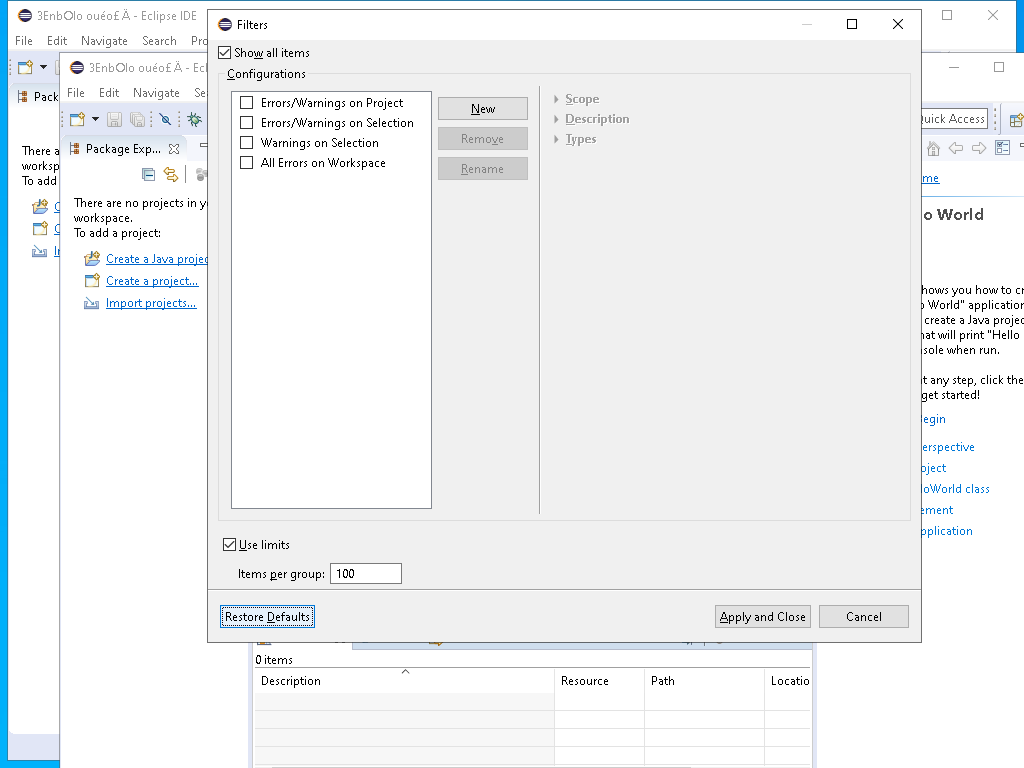 3EnbOlo ouéo£ Ä - Eclipse IDE
File Edit Navigate Search
Pack
There a
worksp
To add
3EnbOlo ouéo£ Ä - Ecl
File Edit Navigate
Package Exp...
There are no projects in
workspace.
To add a project:
Create a Java projec
Create a project...
Import projects...
Filters
Show all items
Configurations
Errors/Warnings on Project
Errors/Warnings on Selection
Warnings on Selection
All Errors on Workspace
New
Remove
Rename
Scope
Description
Types
Use limits
Items per group: 100
Restore Defaults
Apply and Close
Cancel
uick Access
me
o World
hows you how to cr
World" application
create a Java projec
hat will print "Hello
sole when run.
t any step, click the
get started!
egin
erspective
oject
loWorld class
ement
pplication
0 items
Description Resource Path Locatio